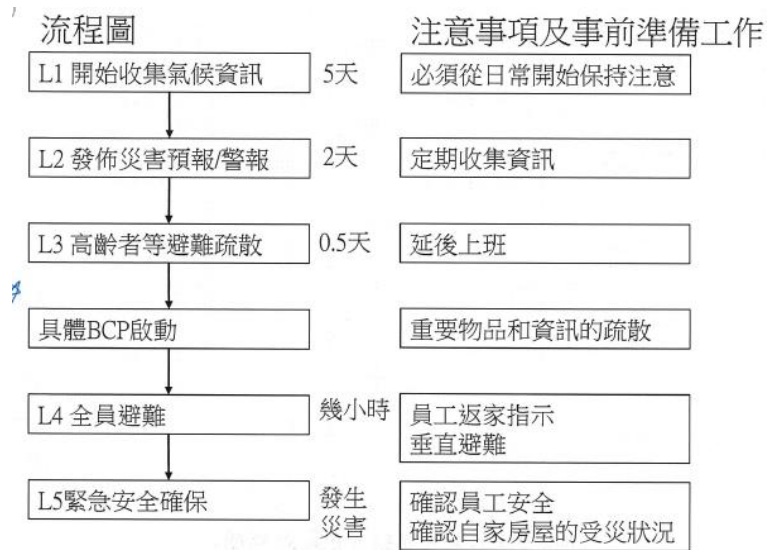 流程圖
注意事項及事前準備工作
L1 開始收集氣候資訊
5天
必須從日常開始保持注意
L2 發佈災害預報/警報
2天
定期收集資訊
L3 高齡者等避難疏散
0.5天
延後上班
具體BCP啟動
重要物品和資訊的疏散
L4 全員避難
幾小時
員工返家指示
垂直避難
L5緊急安全確保
發生
災害
確認員工安全
確認自家房屋的受災狀況